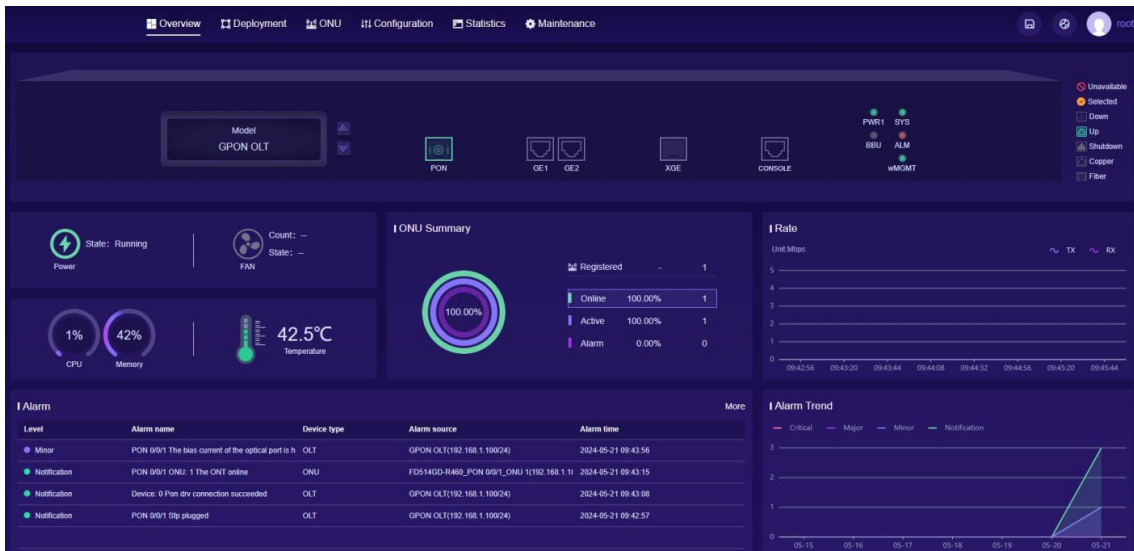 Overview Deployment ONU Configuration Statistics Maintenance root
Unavailable
Selected
Down
Up
Shutdown
Copper
Fiber
Model
GPON OLT
PON GE1 GE2 XGE CONSOLE
PWR1 SYS
BBU ALM
wMGMT
State: Running
Power
Count: --
State: --
FAN
1% 42%
CPU Memory
42.5℃
Temperature
ONU Summary
100.00%
Registered - 1
Online 100.00% 1
Active 100.00% 1
Alarm 0.00% 0
Rate
Unit:Mbps TX RX
5
4
3
2
1
0
09:42:56 09:43:20 09:43:44 09:44:08 09:44:32 09:44:56 09:45:20 09:45:44
Alarm More
Level Alarm name Device type Alarm source Alarm time
Minor PON 0/0/1 The bias current of the optical port is h OLT GPON OLT(192.168.1.100/24) 2024-05-21 09:43:56
Notification PON 0/0/1 ONU: 1 The ONT online ONU FD514GD-R460_PON 0/0/1_ONU 1(192.168.1.1( 2024-05-21 09:43:15
Notification Device: 0 Pon drv connection succeeded OLT GPON OLT(192.168.1.100/24) 2024-05-21 09:43:08
Notification PON 0/0/1 Sfp plugged OLT GPON OLT(192.168.1.100/24) 2024-05-21 09:42:57
Alarm Trend
Critical Major Minor Notification
3
2
1
0
05-15 05-16 05-17 05-18 05-19 05-20 05-21